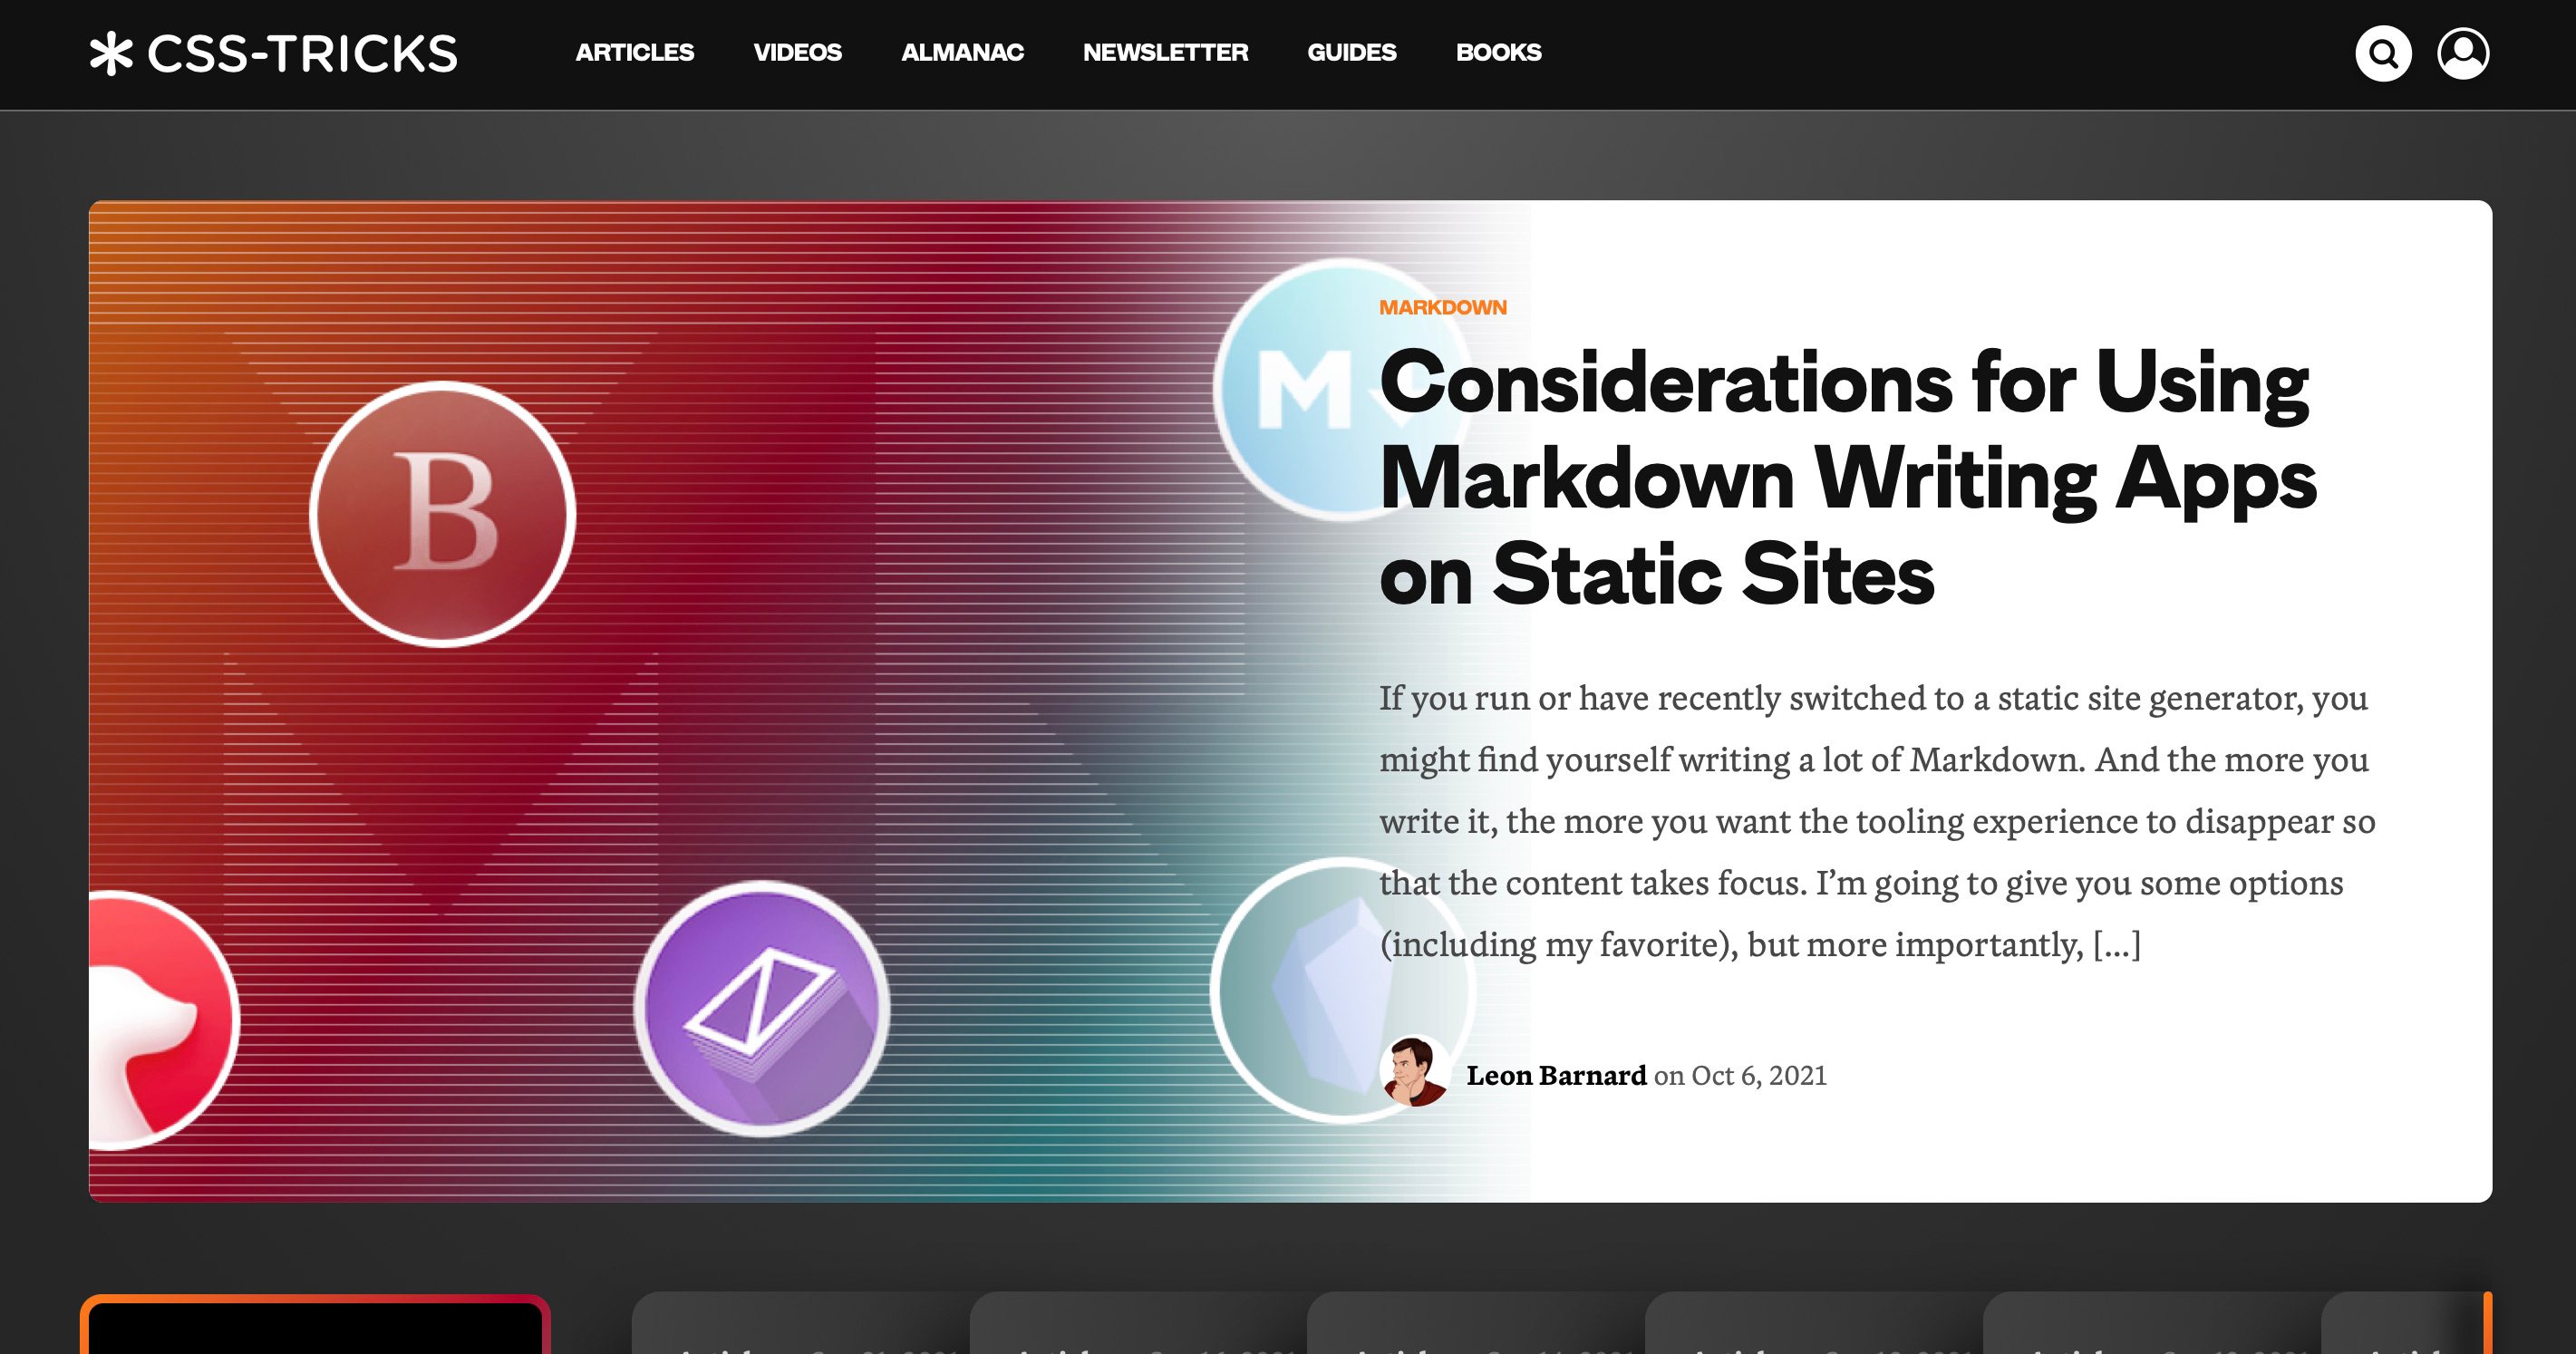 CSS-TRICKS
ARTICLES VIDEOS ALMANAC NEWSLETTER GUIDES BOOKS
B
M
MARKDOWN
Considerations for Using
Markdown Writing Apps
on Static Sites
If you run or have recently switched to a static site generator, you
might find yourself writing a lot of Markdown. And the more you
write it, the more you want the tooling experience to disappear so
that the content takes focus. I’m going to give you some options
(including my favorite), but more importantly, […]
Leon Barnard on Oct 6, 2021